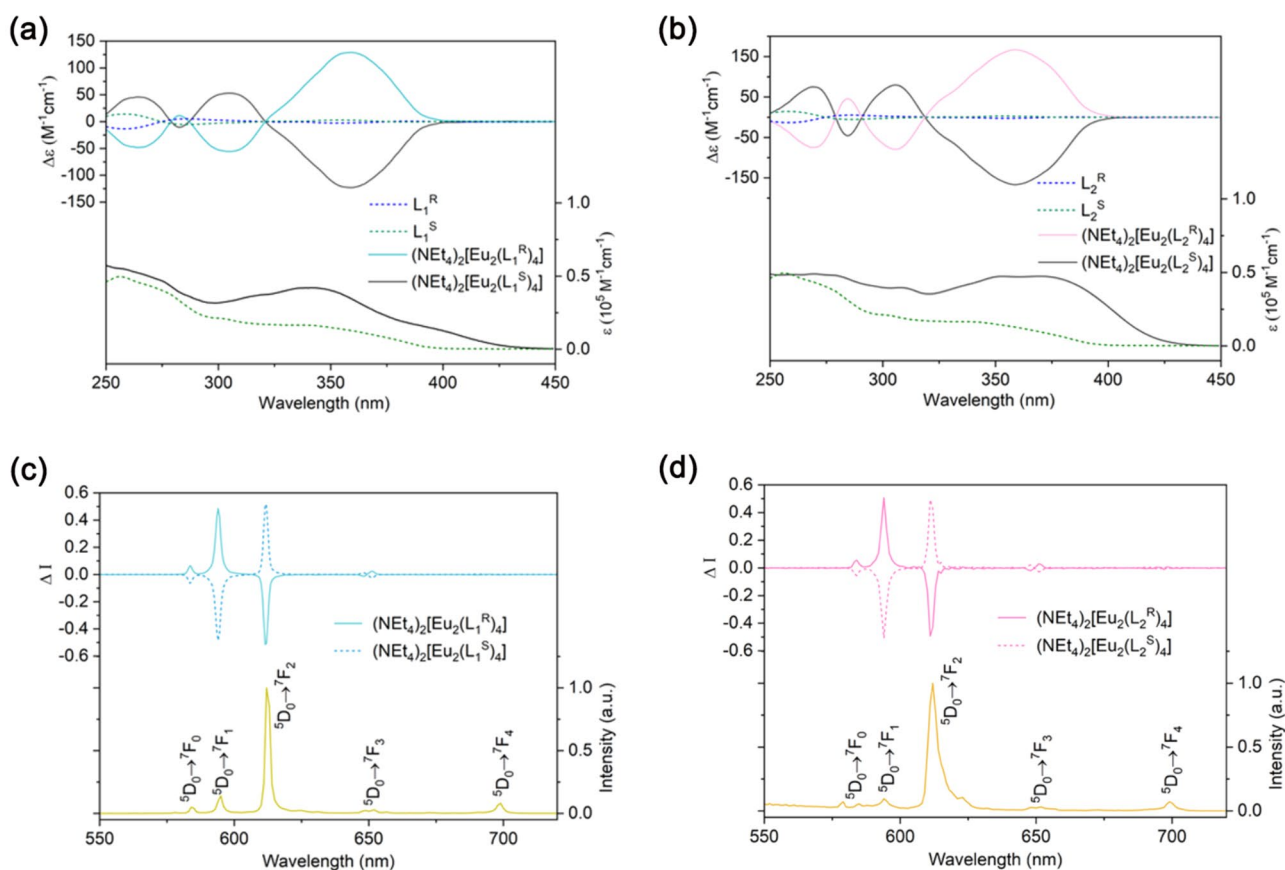 (a)
150
100
50
0
-50
-100
-150
Δε (M⁻¹cm⁻¹)
L₁ᴿ
L₁ˢ
(NEt₄)₂[Eu₂(L₁ᴿ)₄]
(NEt₄)₂[Eu₂(L₁ˢ)₄]
1.0
0.5
0.0
ε (10⁵ M⁻¹cm⁻¹)
250 300 350 400 450
Wavelength (nm)
(b)
150
50
-50
-150
Δε (M⁻¹cm⁻¹)
L₂ᴿ
L₂ˢ
(NEt₄)₂[Eu₂(L₂ᴿ)₄]
(NEt₄)₂[Eu₂(L₂ˢ)₄]
1.0
0.5
0.0
ε (10⁵ M⁻¹cm⁻¹)
250 300 350 400 450
Wavelength (nm)
(c)
0.6
0.4
0.2
0.0
-0.2
-0.4
-0.6
Δ I
(NEt₄)₂[Eu₂(L₁ᴿ)₄]
(NEt₄)₂[Eu₂(L₁ˢ)₄]
⁵D₀→⁷F₀
⁵D₀→⁷F₁
⁵D₀→⁷F₂
⁵D₀→⁷F₃
⁵D₀→⁷F₄
1.0
0.5
0.0
Intensity (a.u.)
550 600 650 700
Wavelength (nm)
(d)
0.6
0.4
0.2
0.0
-0.2
-0.4
-0.6
Δ I
(NEt₄)₂[Eu₂(L₂ᴿ)₄]
(NEt₄)₂[Eu₂(L₂ˢ)₄]
⁵D₀→⁷F₀
⁵D₀→⁷F₁
⁵D₀→⁷F₂
⁵D₀→⁷F₃
⁵D₀→⁷F₄
1.0
0.5
0.0
Intensity (a.u.)
550 600 650 700
Wavelength (nm)